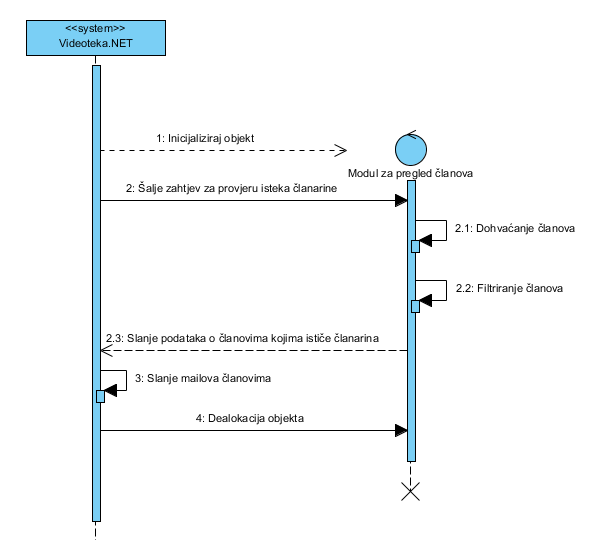 <<system>>
Videoteka.NET
1: Inicijaliziraj objekt
Modul za pregled članova
2: Šalje zahtjev za provjeru isteka članarine
2.1: Dohvaćanje članova
2.2: Filtriranje članova
2.3: Slanje podataka o članovima kojima ističe članarina
3: Slanje mailova članovima
4: Dealokacija objekta